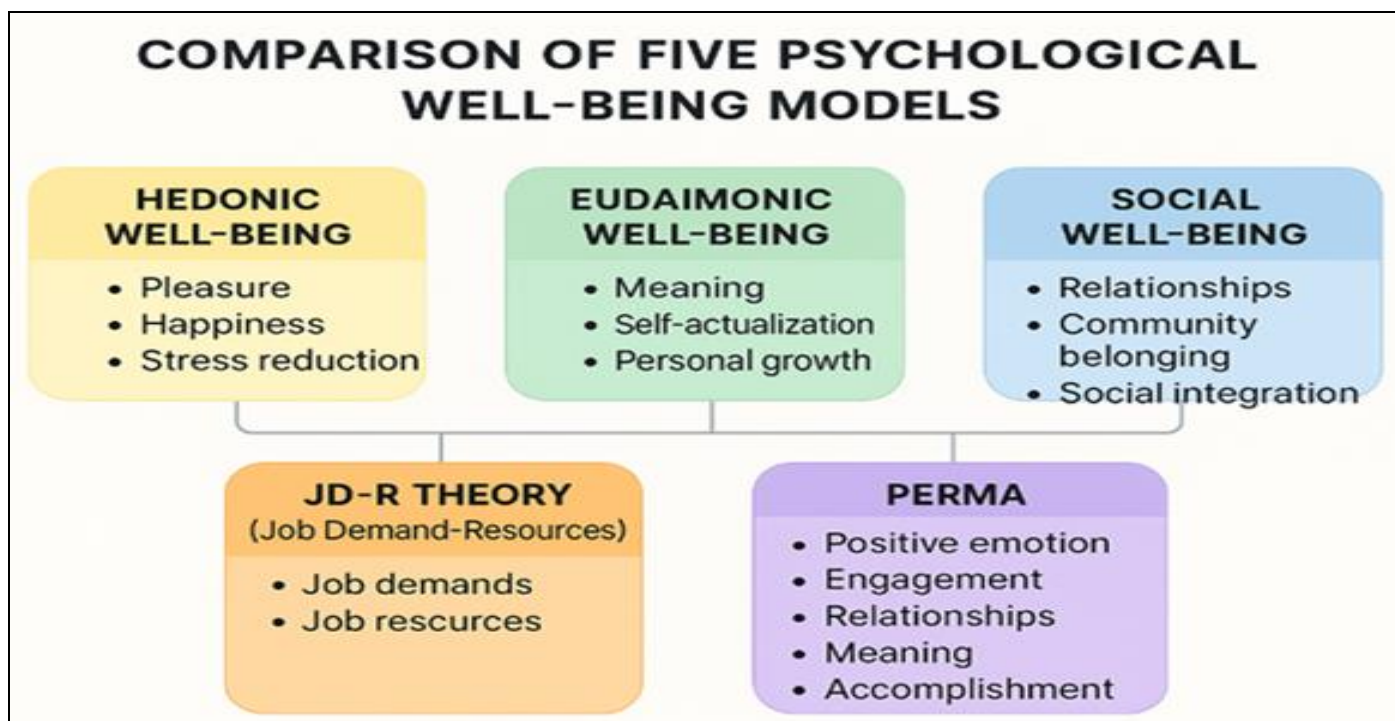 COMPARISON OF FIVE PSYCHOLOGICAL
WELL-BEING MODELS
HEDONIC
WELL-BEING
• Pleasure
• Happiness
• Stress reduction
EUDAIMONIC
WELL-BEING
• Meaning
• Self-actualization
• Personal growth
SOCIAL
WELL-BEING
• Relationships
• Community
belonging
• Social integration
JD-R THEORY
(Job Demand-Resources)
• Job demands
• Job rescurces
PERMA
• Positive emotion
• Engagement
• Relationships
• Meaning
• Accomplishment